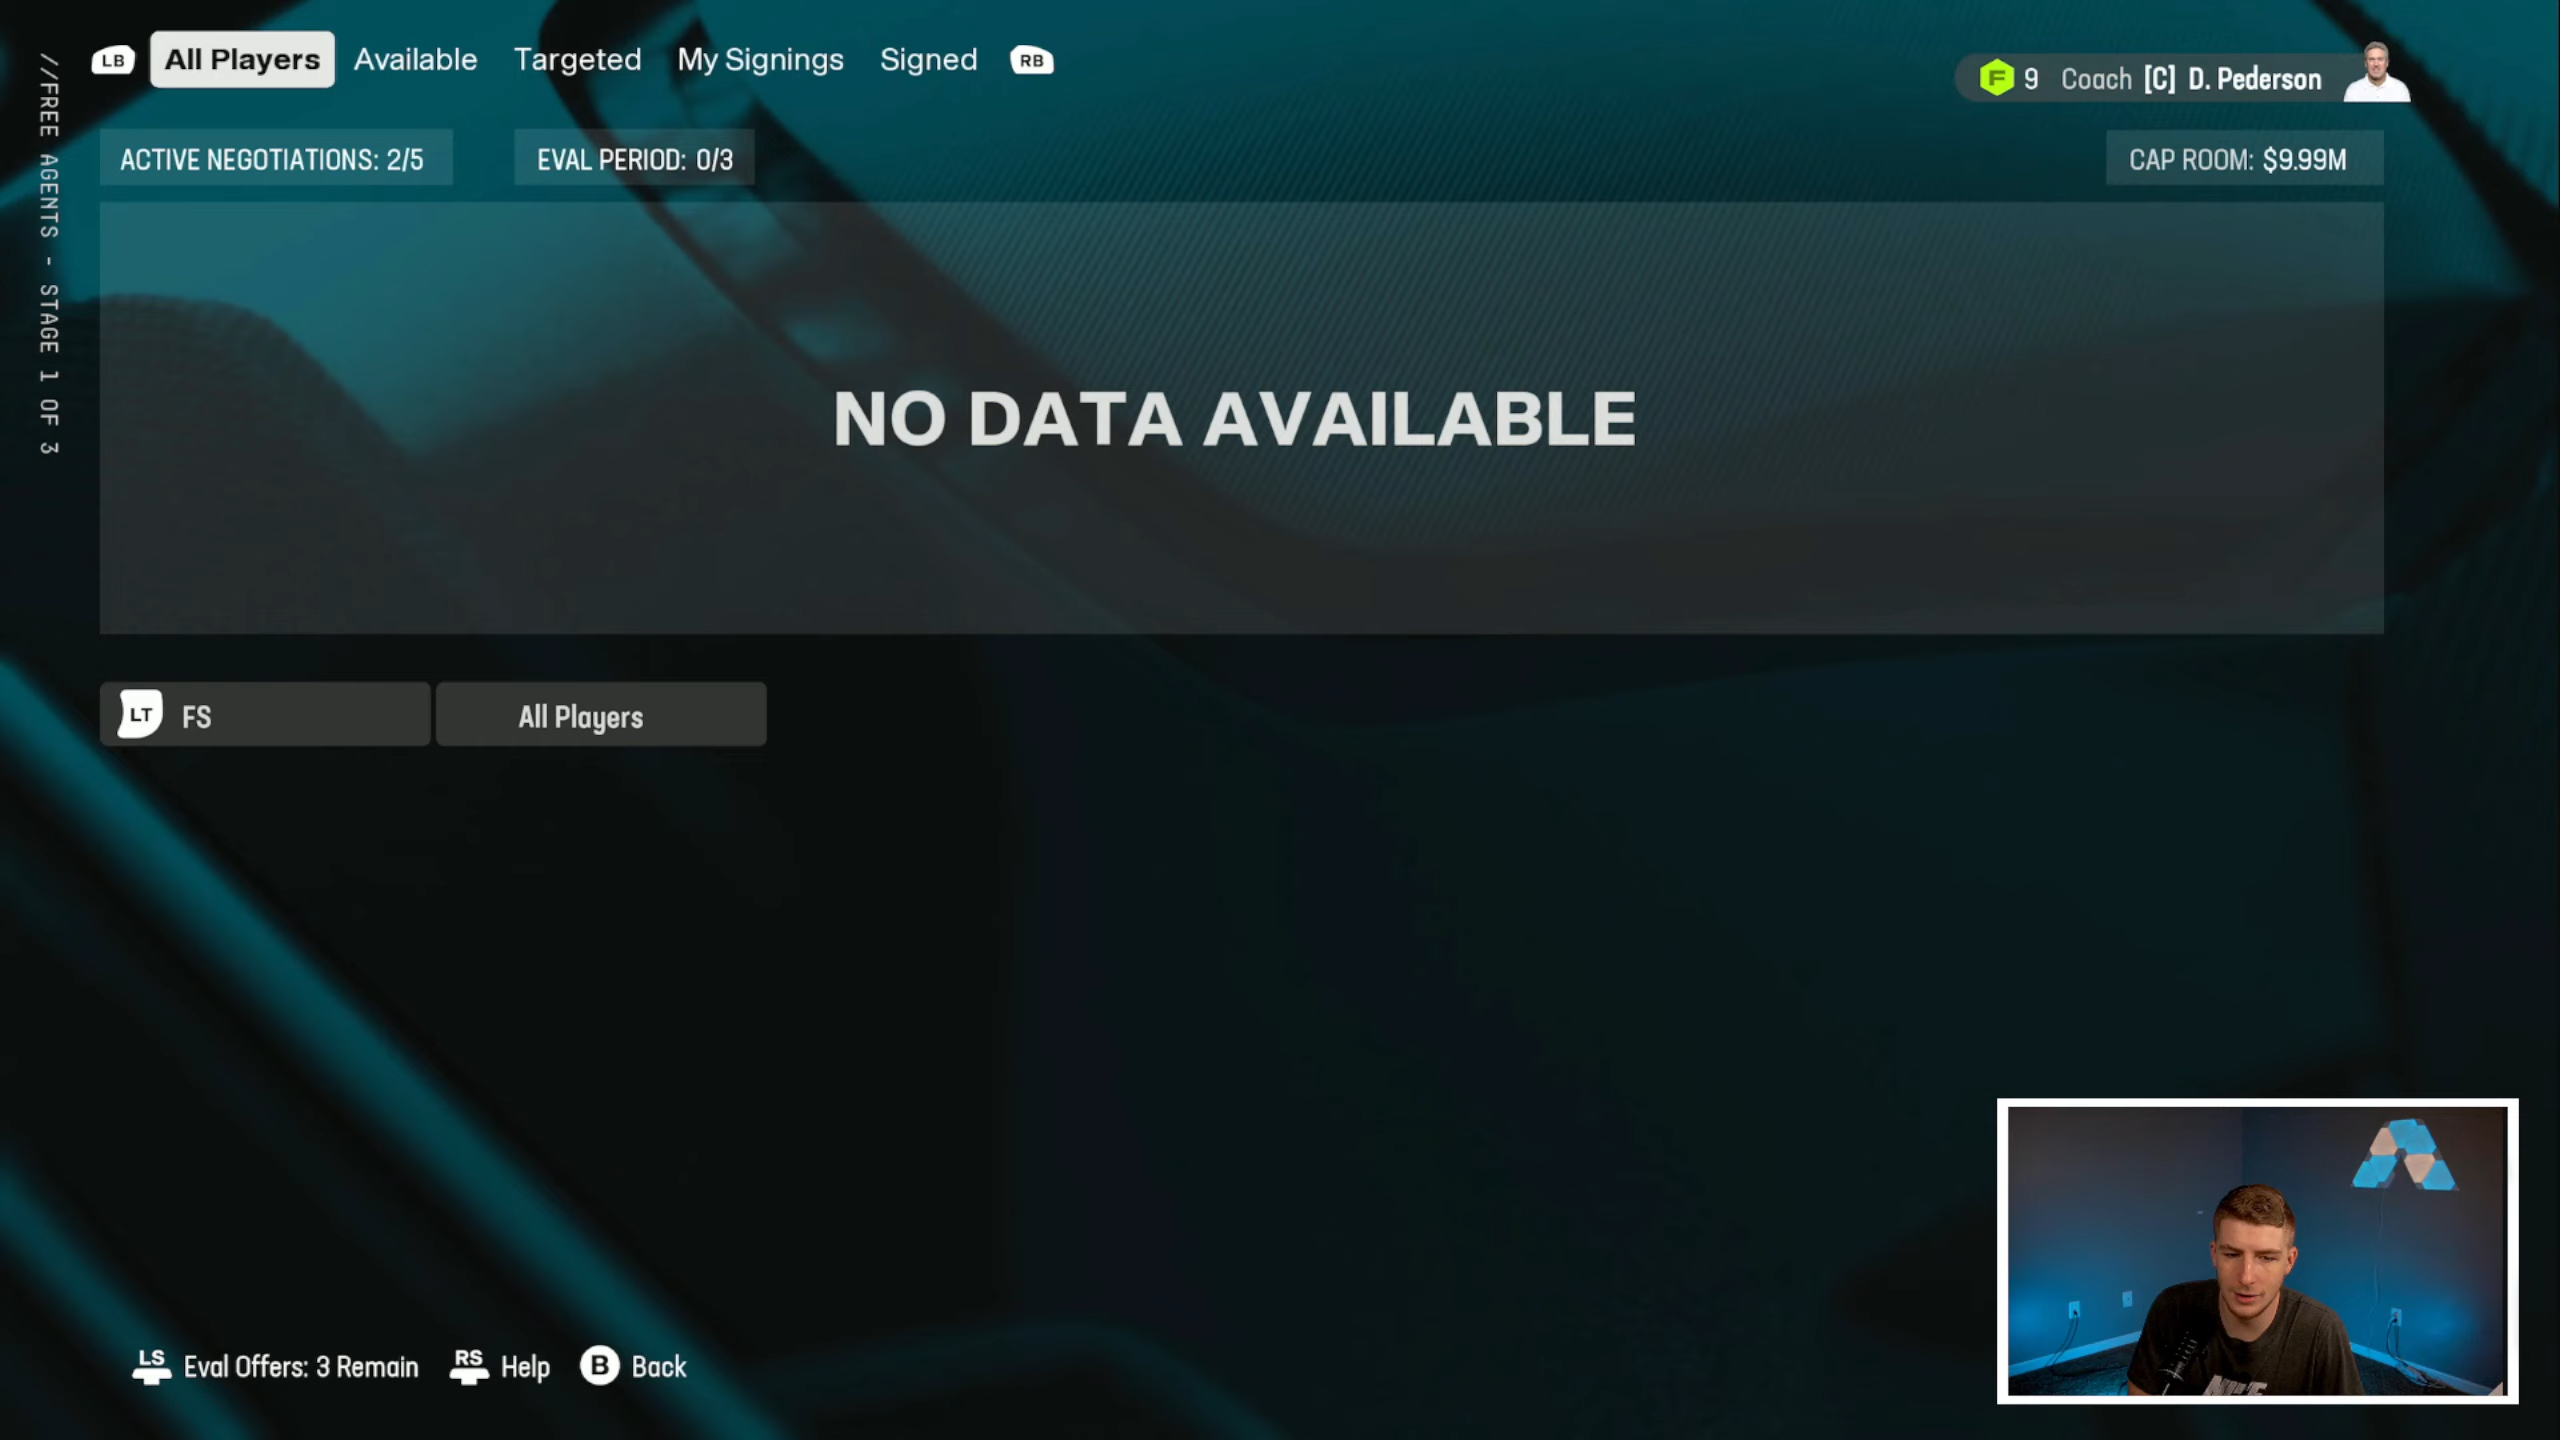 //FREE AGENTS - STAGE 1 OF 3
LB All Players Available Targeted My Signings Signed RB
F 9 Coach [C] D. Pederson
ACTIVE NEGOTIATIONS: 2/5 EVAL PERIOD: 0/3 CAP ROOM: $9.99M
NO DATA AVAILABLE
LT FS All Players
LS Eval Offers: 3 Remain RS Help B Back
NIKE